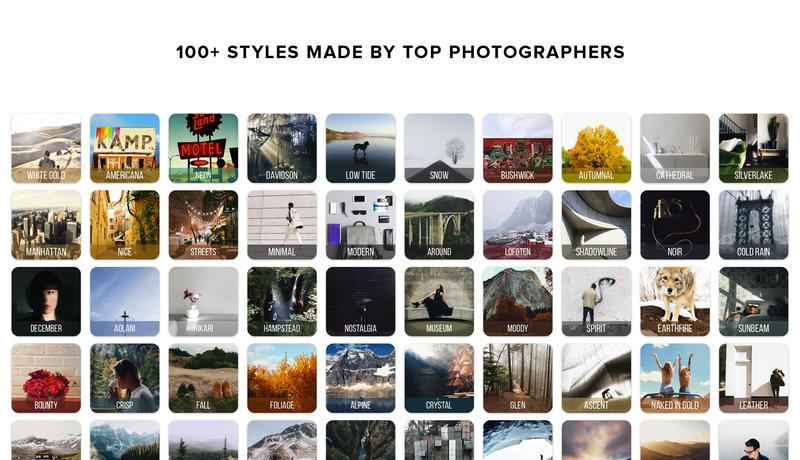 100+ STYLES MADE BY TOP PHOTOGRAPHERS
KAMP
Land
MOTEL
WHITE GOLD AMERICANA NEON DAVIDSON LOW TIDE SNOW BUSHWICK AUTUMNAL CATHEDRAL SILVERLAKE
MANHATTAN NICE STREETS MINIMAL MODERN AROUND LOFOTEN SHADOWLINE NOIR COLD RAIN
DECEMBER AOLANI HIKARI HAMPSTEAD NOSTALGIA MUSEUM MOODY SPIRIT EARTHFIRE SUNBEAM
BOUNTY CRISP FALL FOLIAGE ALPINE CRYSTAL GLEN ASCENT NAKED IN GOLD LEATHER